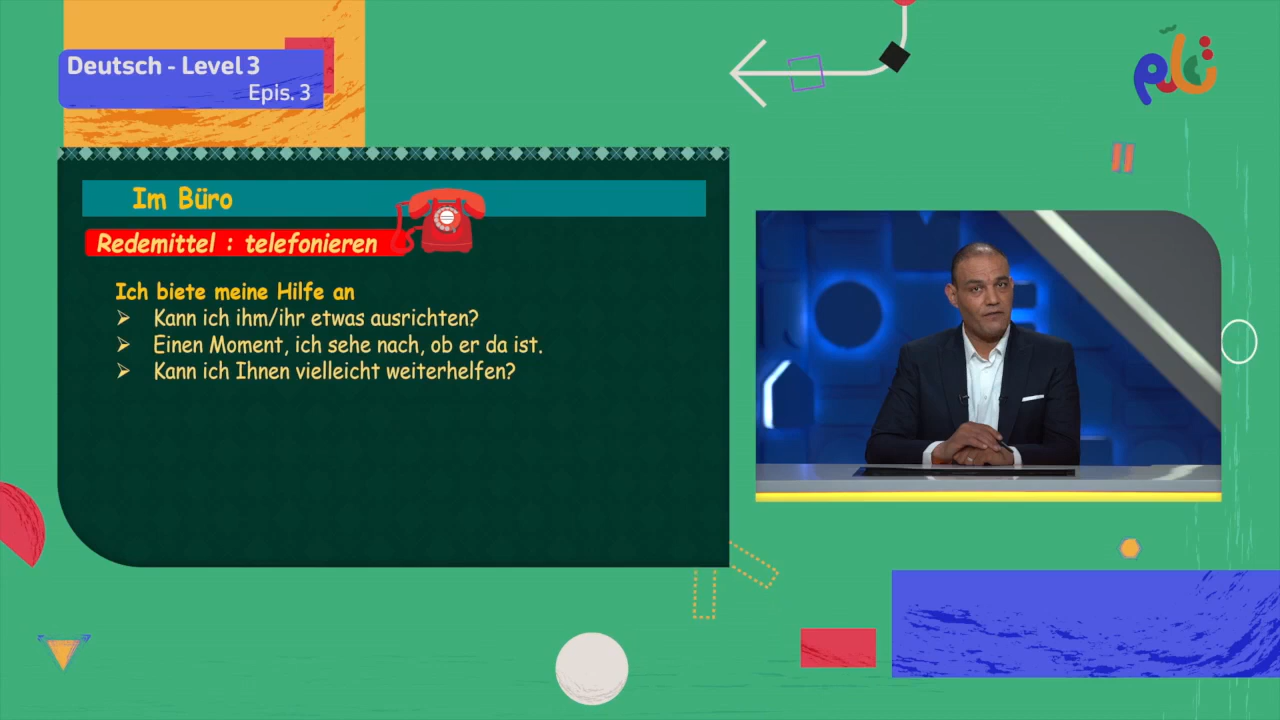 Deutsch - Level 3
Epis. 3
Im Büro
Redemittel : telefonieren
Ich biete meine Hilfe an
➢ Kann ich ihm/ihr etwas ausrichten?
➢ Einen Moment, ich sehe nach, ob er da ist.
➢ Kann ich Ihnen vielleicht weiterhelfen?